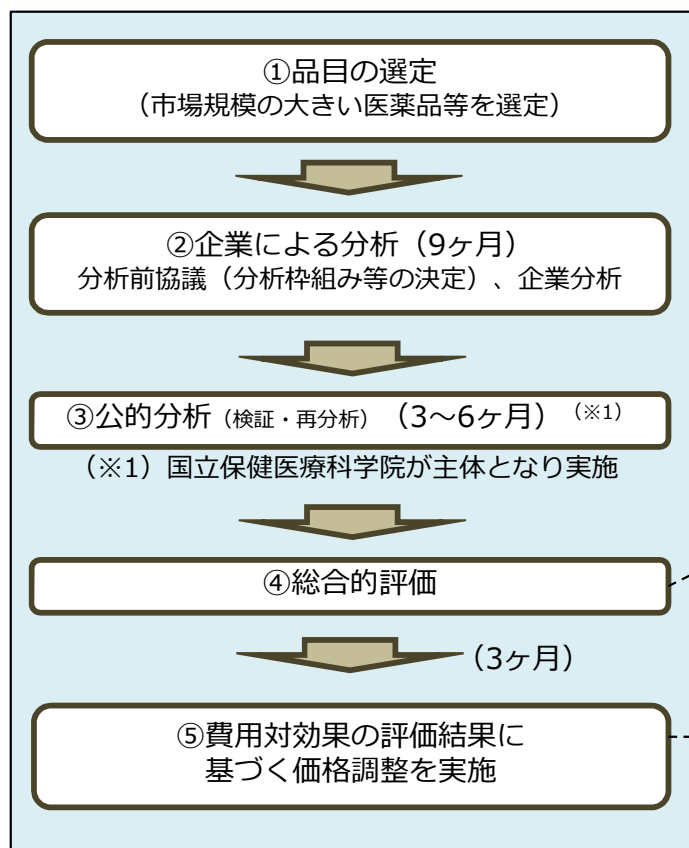 ①品目の選定
（市場規模の大きい医薬品等を選定）
②企業による分析（9ヶ月）
分析前協議（分析枠組み等の決定）、企業分析
③公的分析（検証・再分析）（3～6ヶ月）（※1）
（※1）国立保健医療科学院が主体となり実施
④総合的評価
（3ヶ月）
⑤費用対効果の評価結果に
基づく価格調整を実施